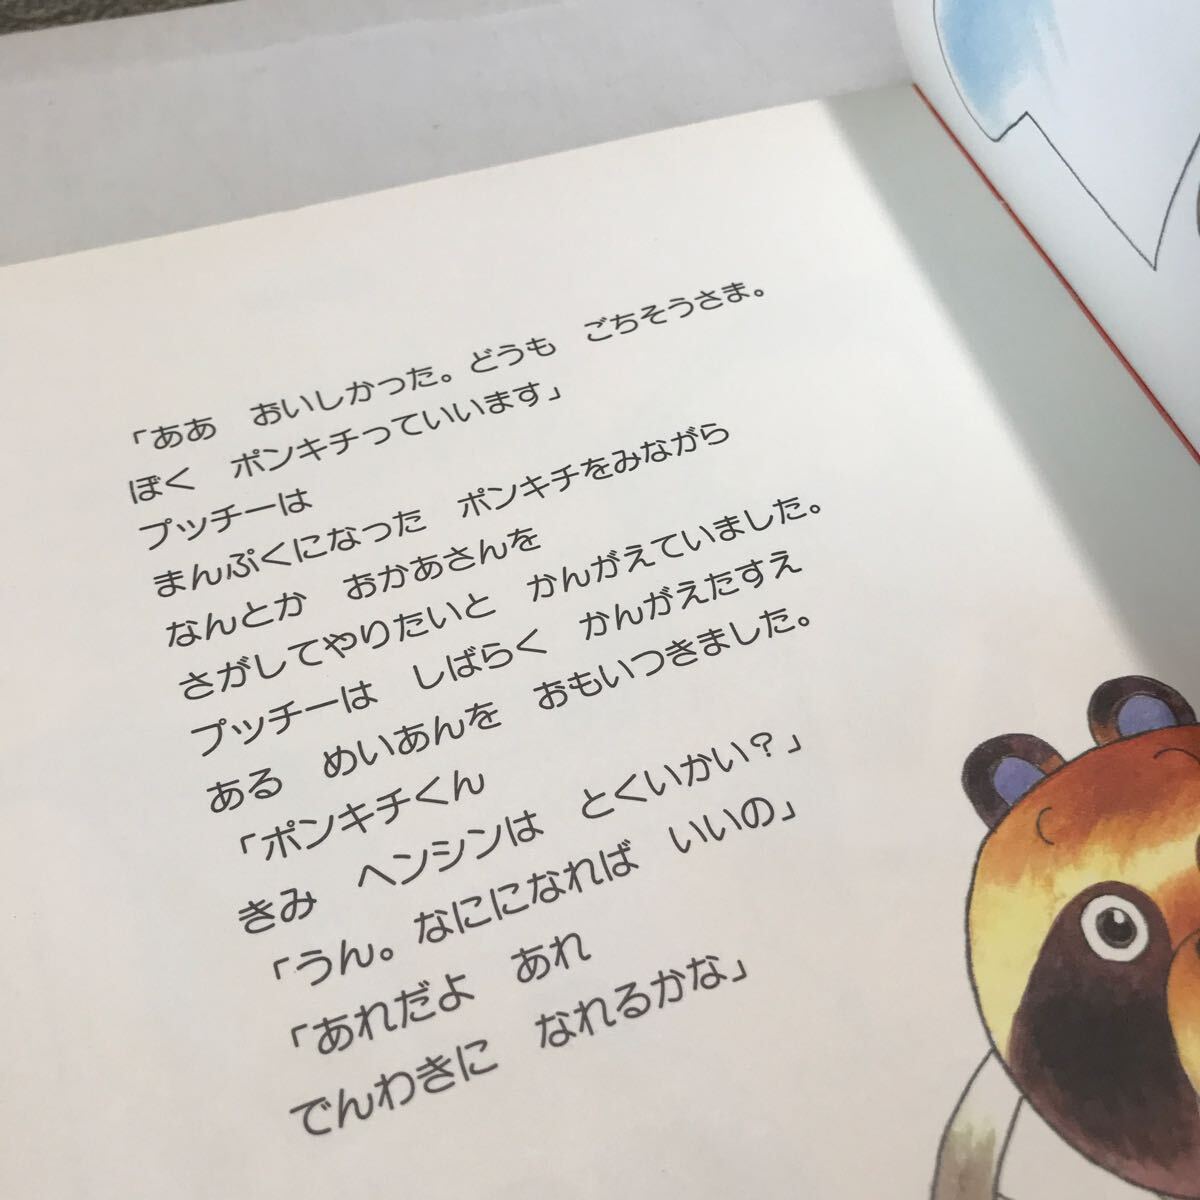 「ああ　おいしかった。どうも　ごちそうさま。
ぼく　ポンキチっていいます」
プッチーは
まんぷくになった　ポンキチをみながら
なんとか　おかあさんを
さがしてやりたいと　かんがえていました。
プッチーは　しばらく　かんがえたすえ
ある　めいあんを　おもいつきました。
「ポンキチくん
きみ　ヘンシンは　とくいかい？」
「うん。なにになれば　いいの」
「あれだよ　あれ
でんわきに　なれるかな」